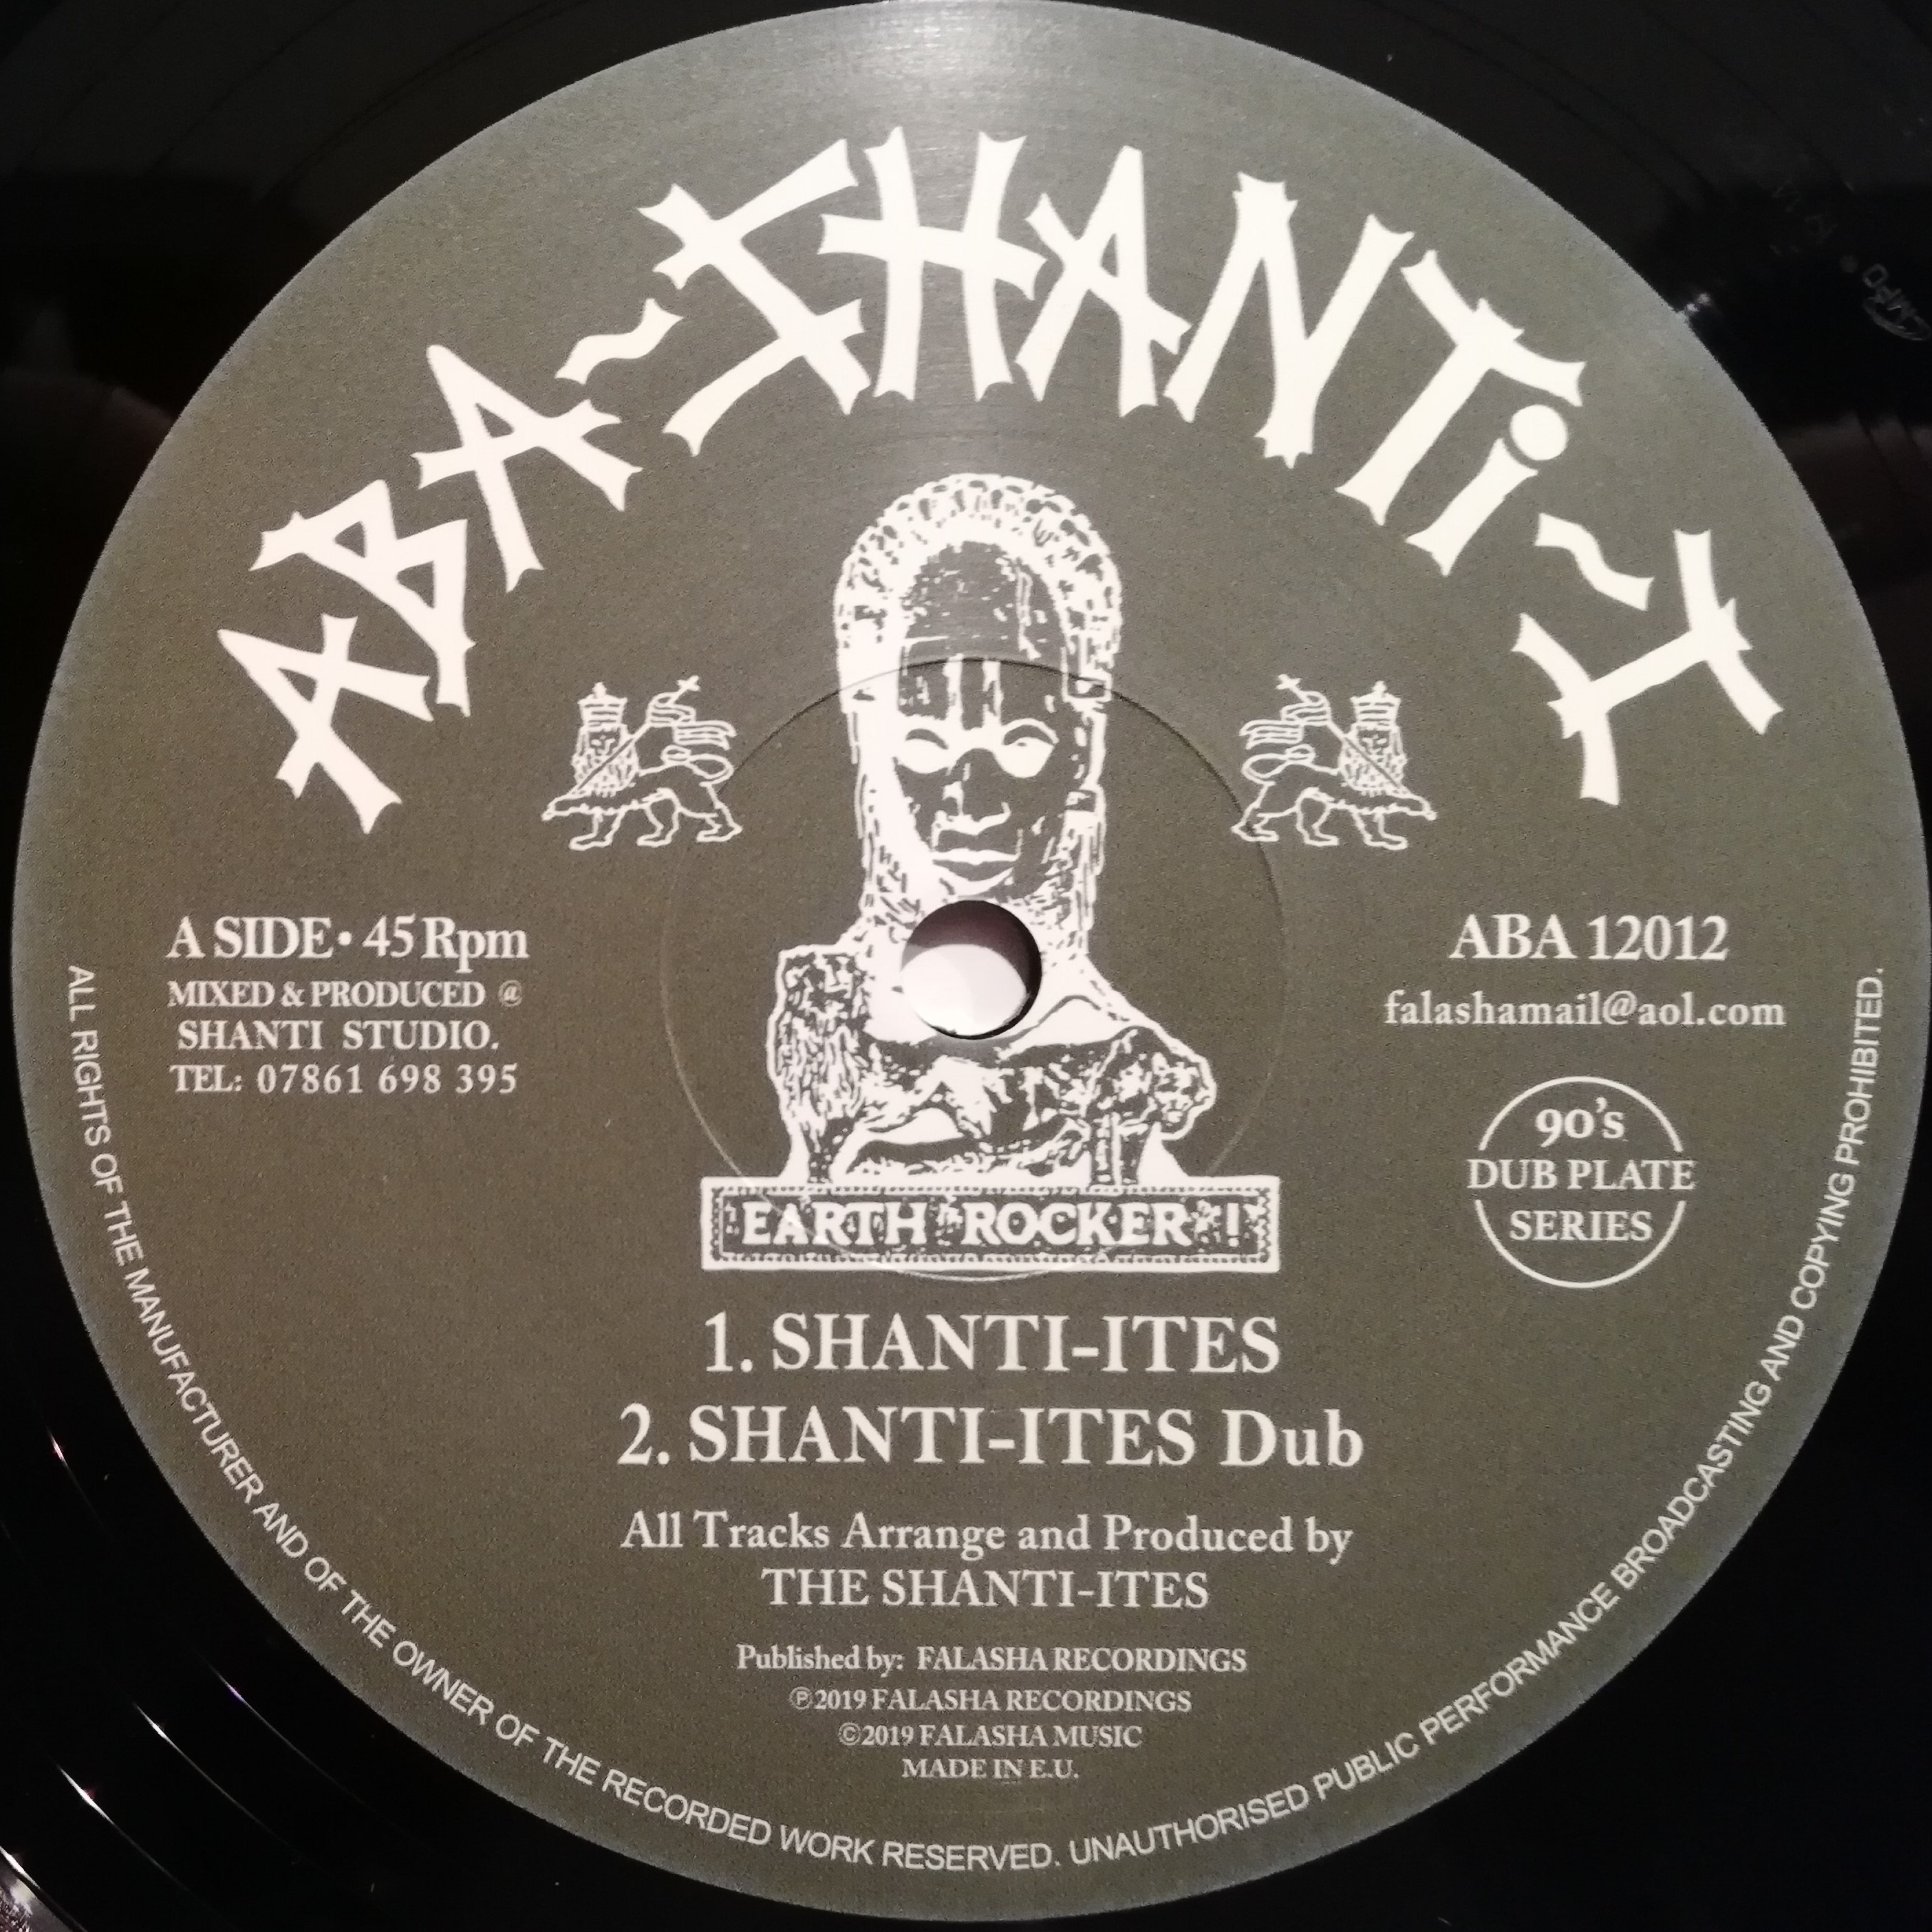 ABA~SHANTi~I
A SIDE • 45 Rpm
MIXED & PRODUCED @
SHANTI STUDIO.
TEL: 07861 698 395
ABA 12012
falashamail@aol.com
90's
DUB PLATE
SERIES
EARTH ROCKER !
1. SHANTI-ITES
2. SHANTI-ITES Dub
All Tracks Arrange and Produced by
THE SHANTI-ITES
Published by: FALASHA RECORDINGS
℗2019 FALASHA RECORDINGS
©2019 FALASHA MUSIC
MADE IN E.U.
ALL RIGHTS OF THE MANUFACTURER AND OF THE OWNER OF THE RECORDED WORK RESERVED. UNAUTHORISED PUBLIC PERFORMANCE BROADCASTING AND COPYING PROHIBITED.